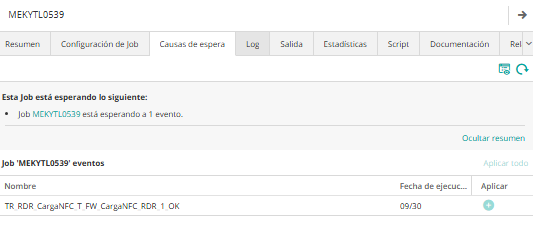 MEKYTL0539
Resumen Configuración de Job Causas de espera Log Salida Estadísticas Script Documentación Rel
Esta Job está esperando lo siguiente:
• Job MEKYTL0539 está esperando a 1 evento.
Ocultar resumen
Job 'MEKYTL0539' eventos Aplicar todo
Nombre Fecha de ejecuc... Aplicar
TR_RDR_CargaNFC_T_FW_CargaNFC_RDR_1_OK 09/30